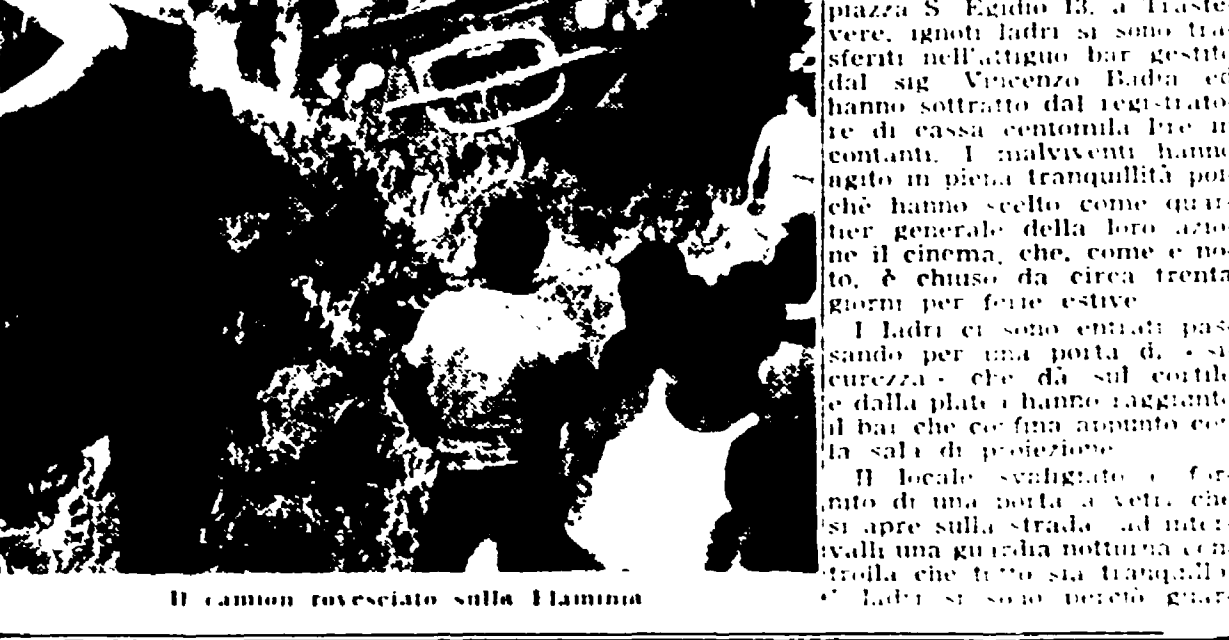 Il camion rovesciato sulla Flaminia
piazza S. Egidio 13, a Traste-
vere, ignoti ladri si sono tra-
sferiti nell'attiguo bar gestito
dal sig Vincenzo Badia ed
hanno sottratto dal registrato-
re di cassa centomila lire in
contanti. I malviventi hanno
agito in piena tranquillità poi-
chè hanno scelto come quar-
tier generale della loro azio-
ne il cinema, che, come è no-
to, è chiuso da circa trenta
giorni per ferie estive
I ladri ci sono entrati pas-
sando per una porta di « si-
curezza » che dà sul cortile
e dalla platea hanno raggiunto
il bar che confina appunto con
la sala di proiezione
Il locale svaligiato è for-
nito di una porta a vetri che
si apre sulla strada ad inter-
valli una guardia notturna con-
trolla che tutto sia tranquillo
I ladri si sono perciò guar-